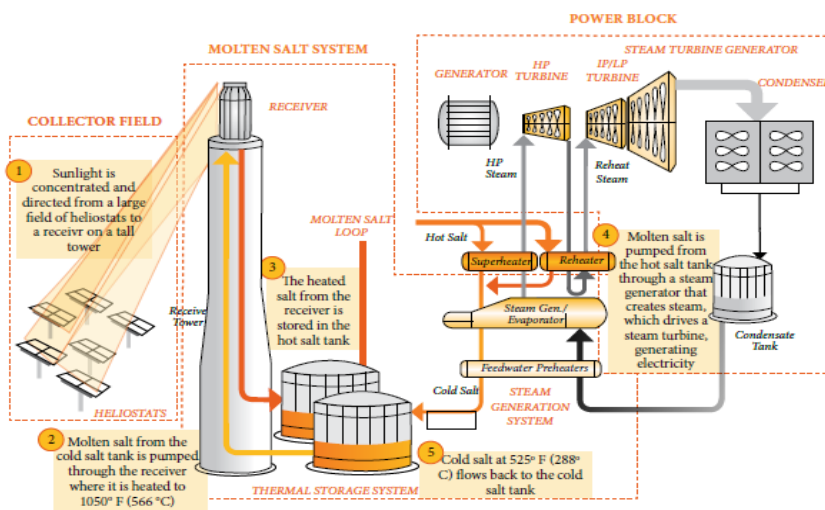 POWER BLOCK
MOLTEN SALT SYSTEM
STEAM TURBINE GENERATOR
HP
TURBINE
IP/LP
TURBINE
GENERATOR
CONDENSER
RECEIVER
COLLECTOR FIELD
1
Sunlight is
concentrated and
directed from a large
field of heliostats to
a receivr on a tall
tower
HP
Steam
Reheat
Steam
MOLTEN SALT
LOOP
Hot Salt
4
Molten salt is
pumped from
the hot salt tank
through a steam
generator that
creates steam,
which drives a
steam turbine,
generating
electricity
Superheater
Reheater
3
The heated
salt from the
receiver is
stored in the
hot salt tank
Receive
Tower
Steam Gen./
Evaporator
Condensate
Tank
Feedwater Preheaters
Cold Salt
STEAM
GENERATION
SYSTEM
HELIOSTATS
2
Molten salt from the
cold salt tank is pumped
through the receiver
where it is heated to
1050° F (566 °C)
5
Cold salt at 525° F (288°
C) flows back to the cold
salt tank
THERMAL STORAGE SYSTEM